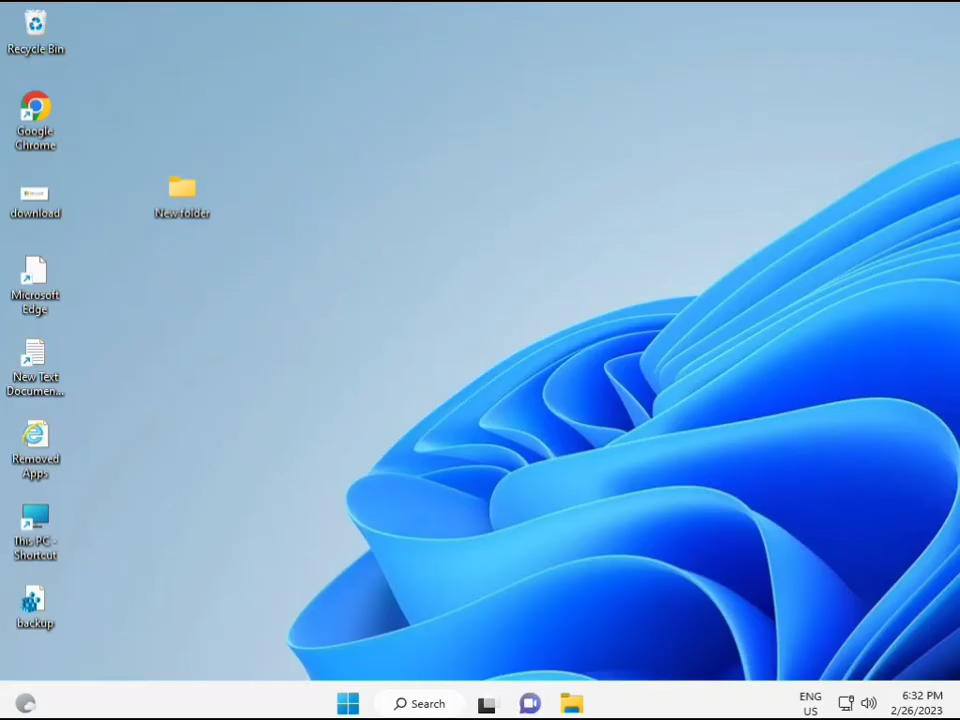 Recycle Bin
Google
Chrome
download
New folder
Microsoft
Edge
New Text
Documen...
Removed
Apps
This PC -
Shortcut
backup
Search
ENG
US
6:32 PM
2/26/2023